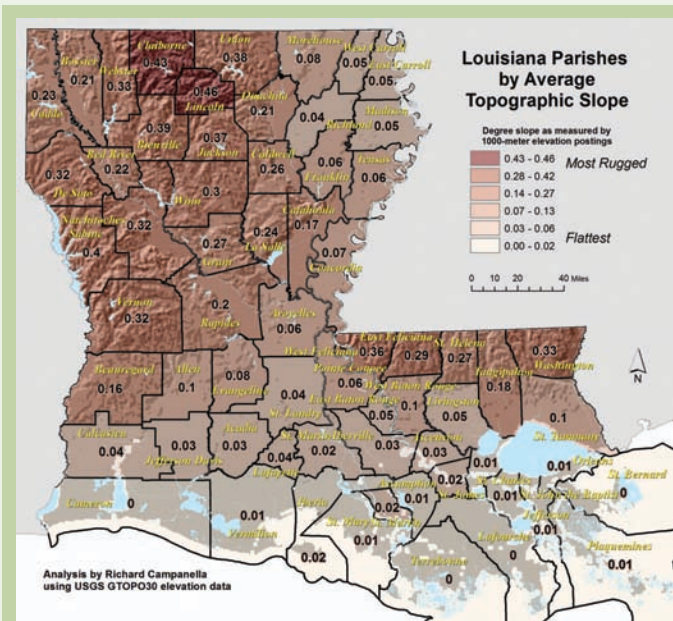 Louisiana Parishes
by Average
Topographic Slope
Degree slope as measured by
1000-meter elevation postings
0.43 - 0.46
Most Rugged
0.28 - 0.42
0.14 - 0.27
0.07 - 0.13
0.03 - 0.06
Flattest
0.00 - 0.02
0 10 20 40 Miles
N
Claiborne
0.43
Union
0.38
Morehouse
0.08
West Carroll
0.05
East Carroll
0.05
Bossier
0.21
Webster
0.33
0.23
Caddo
0.46
Lincoln
Ouachita
0.21
0.04
Richland
Madison
0.05
0.39
Bienville
0.37
Jackson
Red River
0.22
Caldwell
0.26
0.06
Franklin
Tensas
0.06
0.32
De Soto
0.3
Winn
Natchitoches
0.32
Sabine
0.4
0.27
Grant
0.24
La Salle
Catahoula
0.17
0.07
Concordia
Vernon
0.32
0.2
Rapides
Avoyelles
0.06
West Feliciana
0.36
East Feliciana
0.29
St. Helena
0.27
Tangipahoa
0.18
0.33
Washington
Beauregard
0.16
Allen
0.1
0.08
Evangeline
0.04
St. Landry
Pointe Coupee
0.06
West Baton Rouge
0.05
East Baton Rouge
0.1
Livingston
0.05
0.1
St. Tammany
Calcasieu
0.04
0.03
Jefferson Davis
Acadia
0.03
0.04
Lafayette
St. Martin
0.02
Iberville
0.03
Ascension
0.03
0.01
0.01
Orleans
St. Bernard
0
Cameron
0
0.01
Vermilion
Iberia
0.02
St. Mary
0.01
St. Martin
0.02
Assumption
0.01
0.02
St. James
St. Charles
0.01
St. John the Baptist
Jefferson
0.01
Lafourche
0
Terrebonne
0
Plaquemines
0.01
Analysis by Richard Campanella
using USGS GTOPO30 elevation data